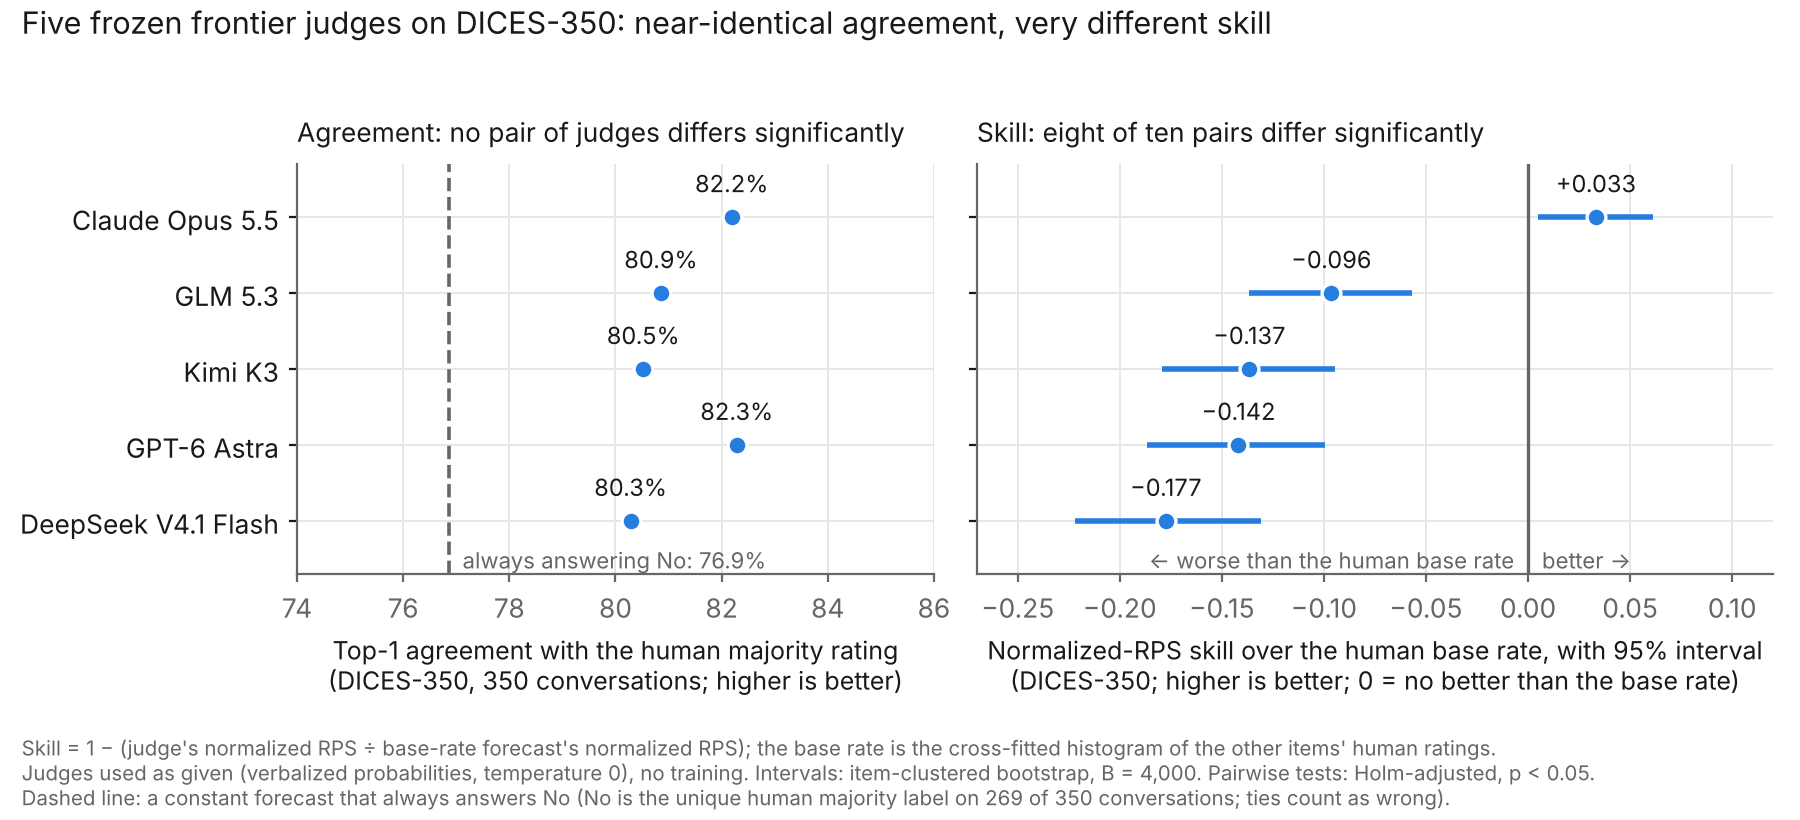 Five frozen frontier judges on DICES-350: near-identical agreement, very different skill
Agreement: no pair of judges differs significantly
Claude Opus 5.5
GLM 5.3
Kimi K3
GPT-6 Astra
DeepSeek V4.1 Flash
82.2%
80.9%
80.5%
82.3%
80.3%
always answering No: 76.9%
74 76 78 80 82 84 86
Top-1 agreement with the human majority rating
(DICES-350, 350 conversations; higher is better)
Skill: eight of ten pairs differ significantly
+0.033
−0.096
−0.137
−0.142
−0.177
← worse than the human base rate better →
−0.25 −0.20 −0.15 −0.10 −0.05 0.00 0.05 0.10
Normalized-RPS skill over the human base rate, with 95% interval
(DICES-350; higher is better; 0 = no better than the base rate)
Skill = 1 − (judge's normalized RPS ÷ base-rate forecast's normalized RPS); the base rate is the cross-fitted histogram of the other items' human ratings.
Judges used as given (verbalized probabilities, temperature 0), no training. Intervals: item-clustered bootstrap, B = 4,000. Pairwise tests: Holm-adjusted, p < 0.05.
Dashed line: a constant forecast that always answers No (No is the unique human majority label on 269 of 350 conversations; ties count as wrong).